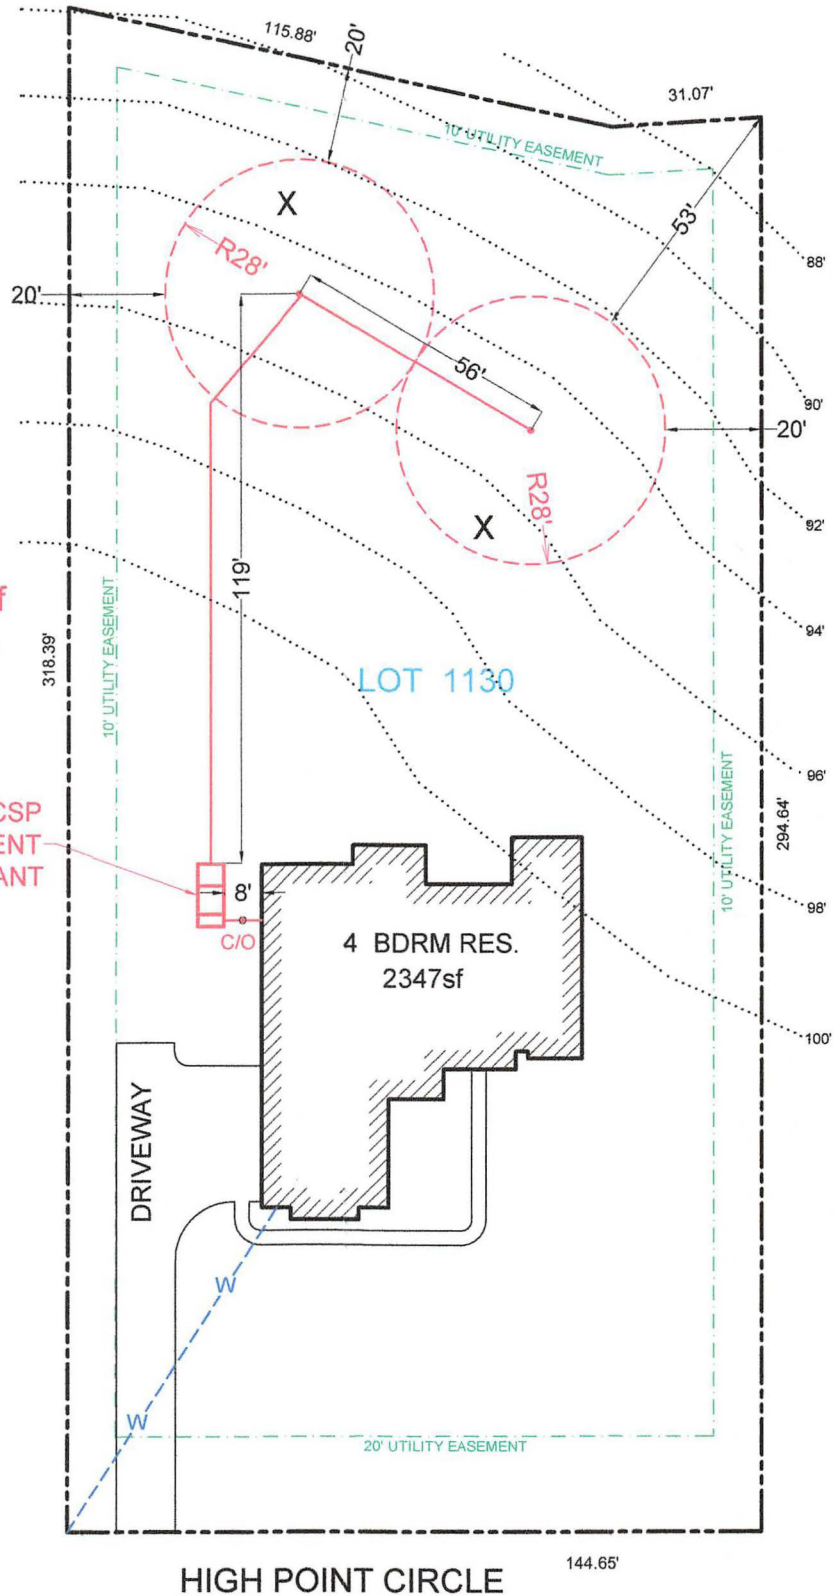 115.88'
20'
31.07'
10' UTILITY EASEMENT
X
R28'
53'
88'
20'
56'
90'
20'
R28'
X
92'
119'
94'
f
10' UTILITY EASEMENT
318.39'
LOT 1130
96'
CSP
ENT
ANT
294.64'
10' UTILITY EASEMENT
8'
98'
C/O
4 BDRM RES.
2347sf
100'
DRIVEWAY
W
W
20' UTILITY EASEMENT
144.65'
HIGH POINT CIRCLE